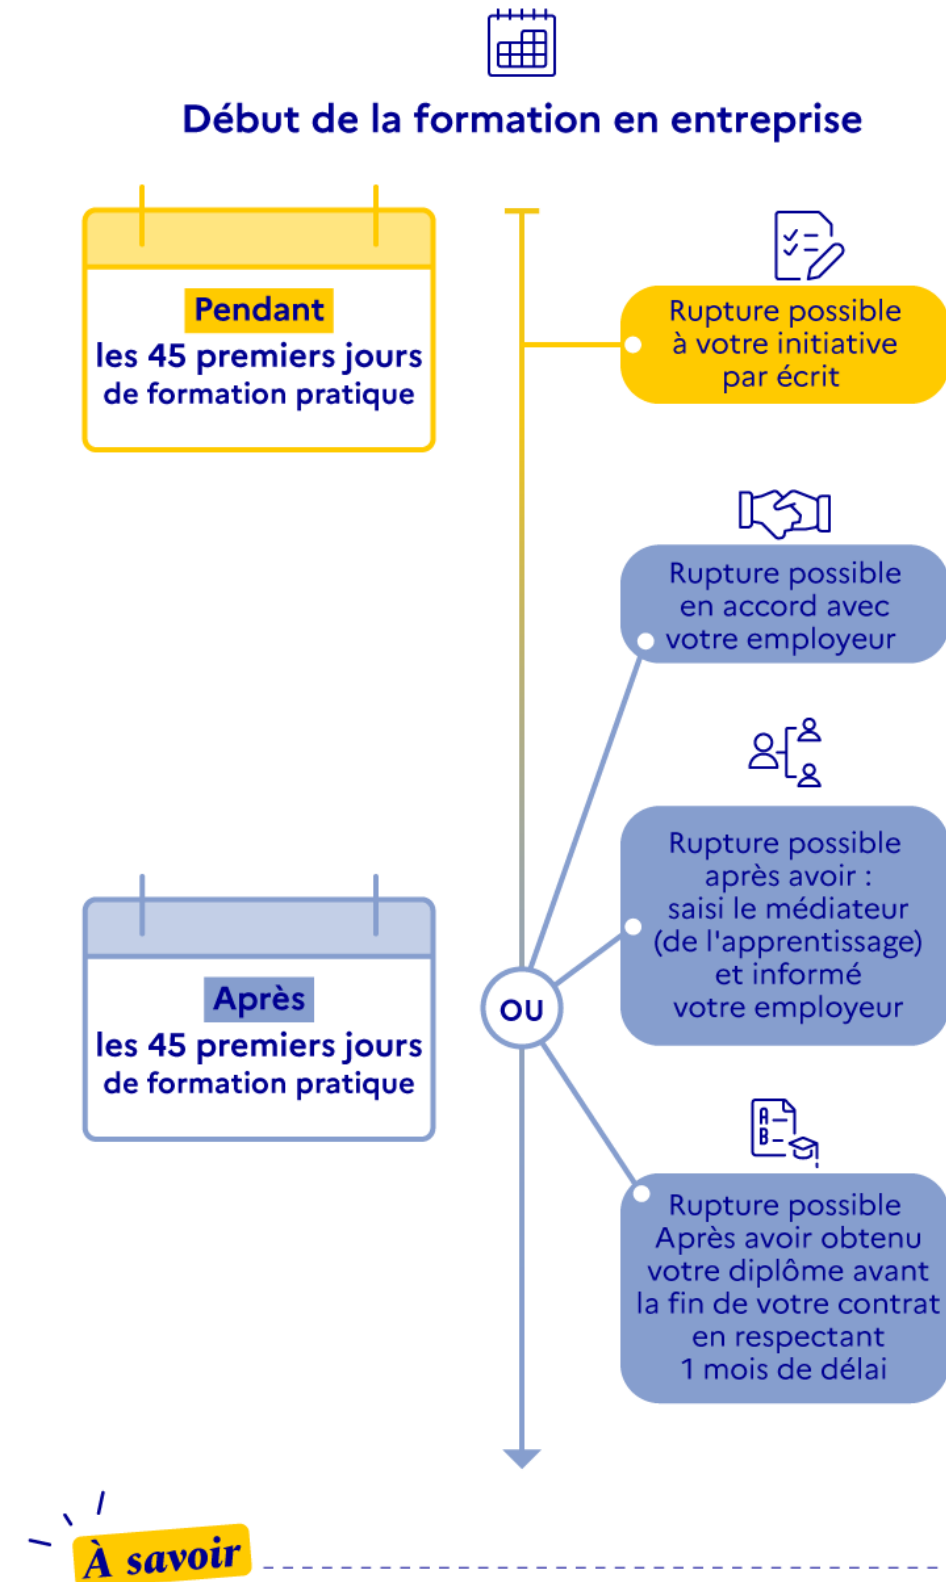 Début de la formation en entreprise
Pendant
les 45 premiers jours
de formation pratique
Rupture possible
à votre initiative
par écrit
Rupture possible
en accord avec
votre employeur
Rupture possible
après avoir :
saisi le médiateur
(de l'apprentissage)
et informé
votre employeur
Après
les 45 premiers jours
de formation pratique
OU
A
B
Rupture possible
Après avoir obtenu
votre diplôme avant
la fin de votre contrat
en respectant
1 mois de délai
À savoir